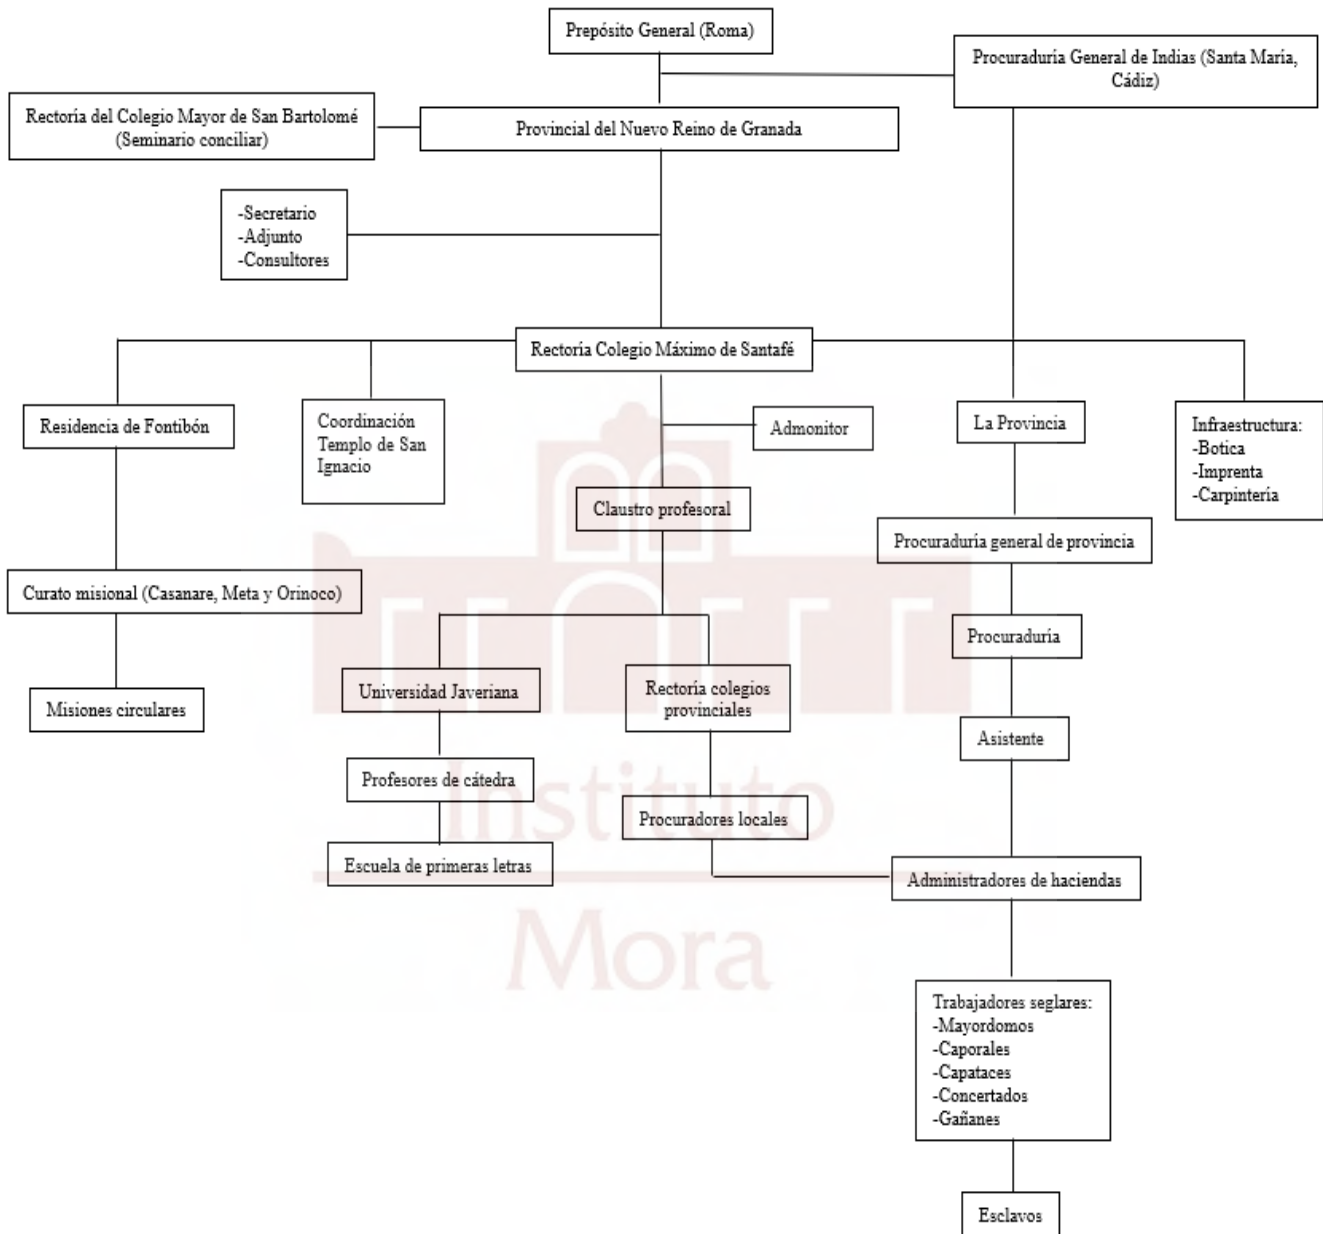 Prepósito General (Roma)
Procuraduría General de Indias (Santa María,
Cádiz)
Rectoría del Colegio Mayor de San Bartolomé
(Seminario conciliar)
Provincial del Nuevo Reino de Granada
-Secretario
-Adjunto
-Consultores
Rectoría Colegio Máximo de Santafé
Residencia de Fontibón
Coordinación
Templo de San
Ignacio
Admonitor
La Provincia
Infraestructura:
-Botica
-Imprenta
-Carpintería
Claustro profesoral
Procuraduría general de provincia
Curato misional (Casanare, Meta y Orinoco)
Procuraduría
Misiones circulares
Universidad Javeriana
Rectoría colegios
provinciales
Asistente
Profesores de cátedra
Procuradores locales
Escuela de primeras letras
Administradores de haciendas
Trabajadores seglares:
-Mayordomos
-Caporales
-Capataces
-Concertados
-Gañanes
Esclavos
Instituto
Mora